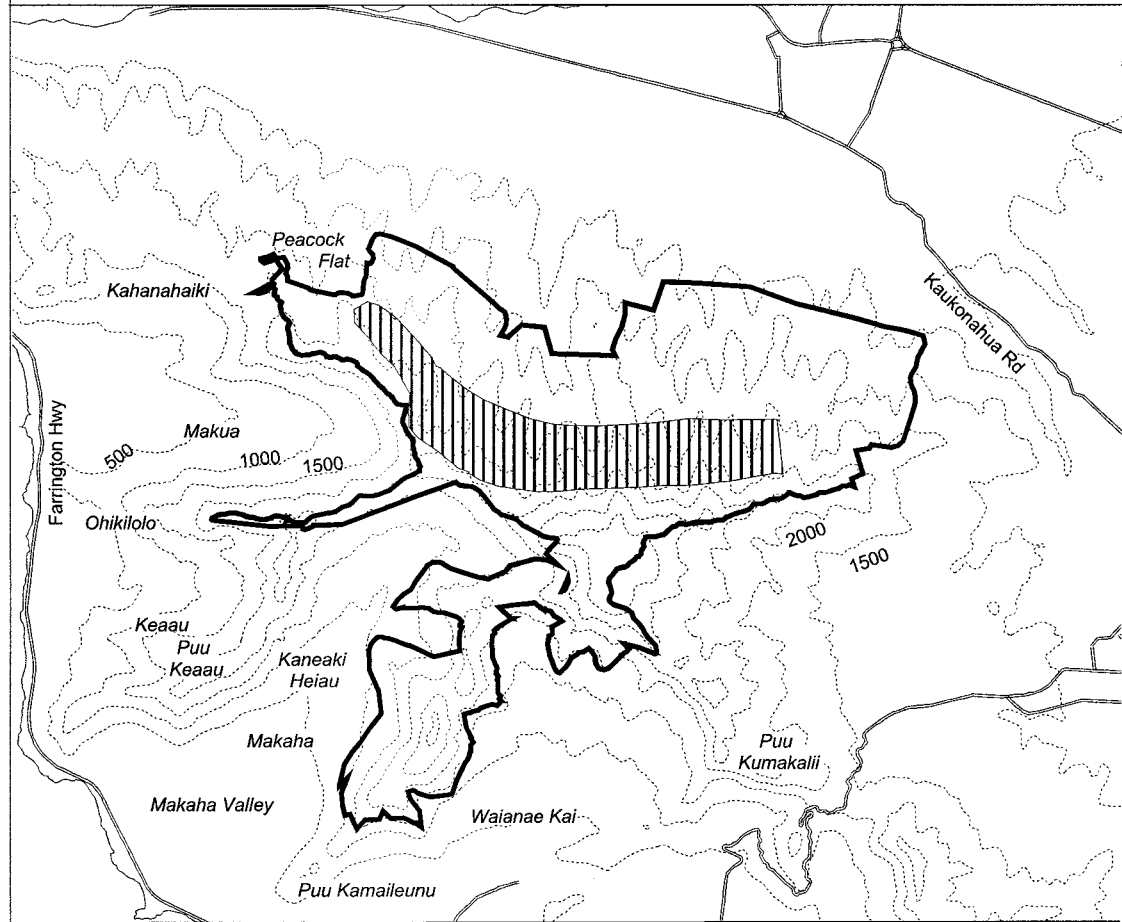 Peacock
Flat
Kahanahaiki
Kaukonahua Rd
Farrington Hwy
Makua
500
1000
1500
Ohikilolo
2000
1500
Keaau
Puu
Keaau
Kaneaki
Heiau
Makaha
Puu
Kumakalii
Makaha Valley
Waianae Kai
Puu Kamaileunu